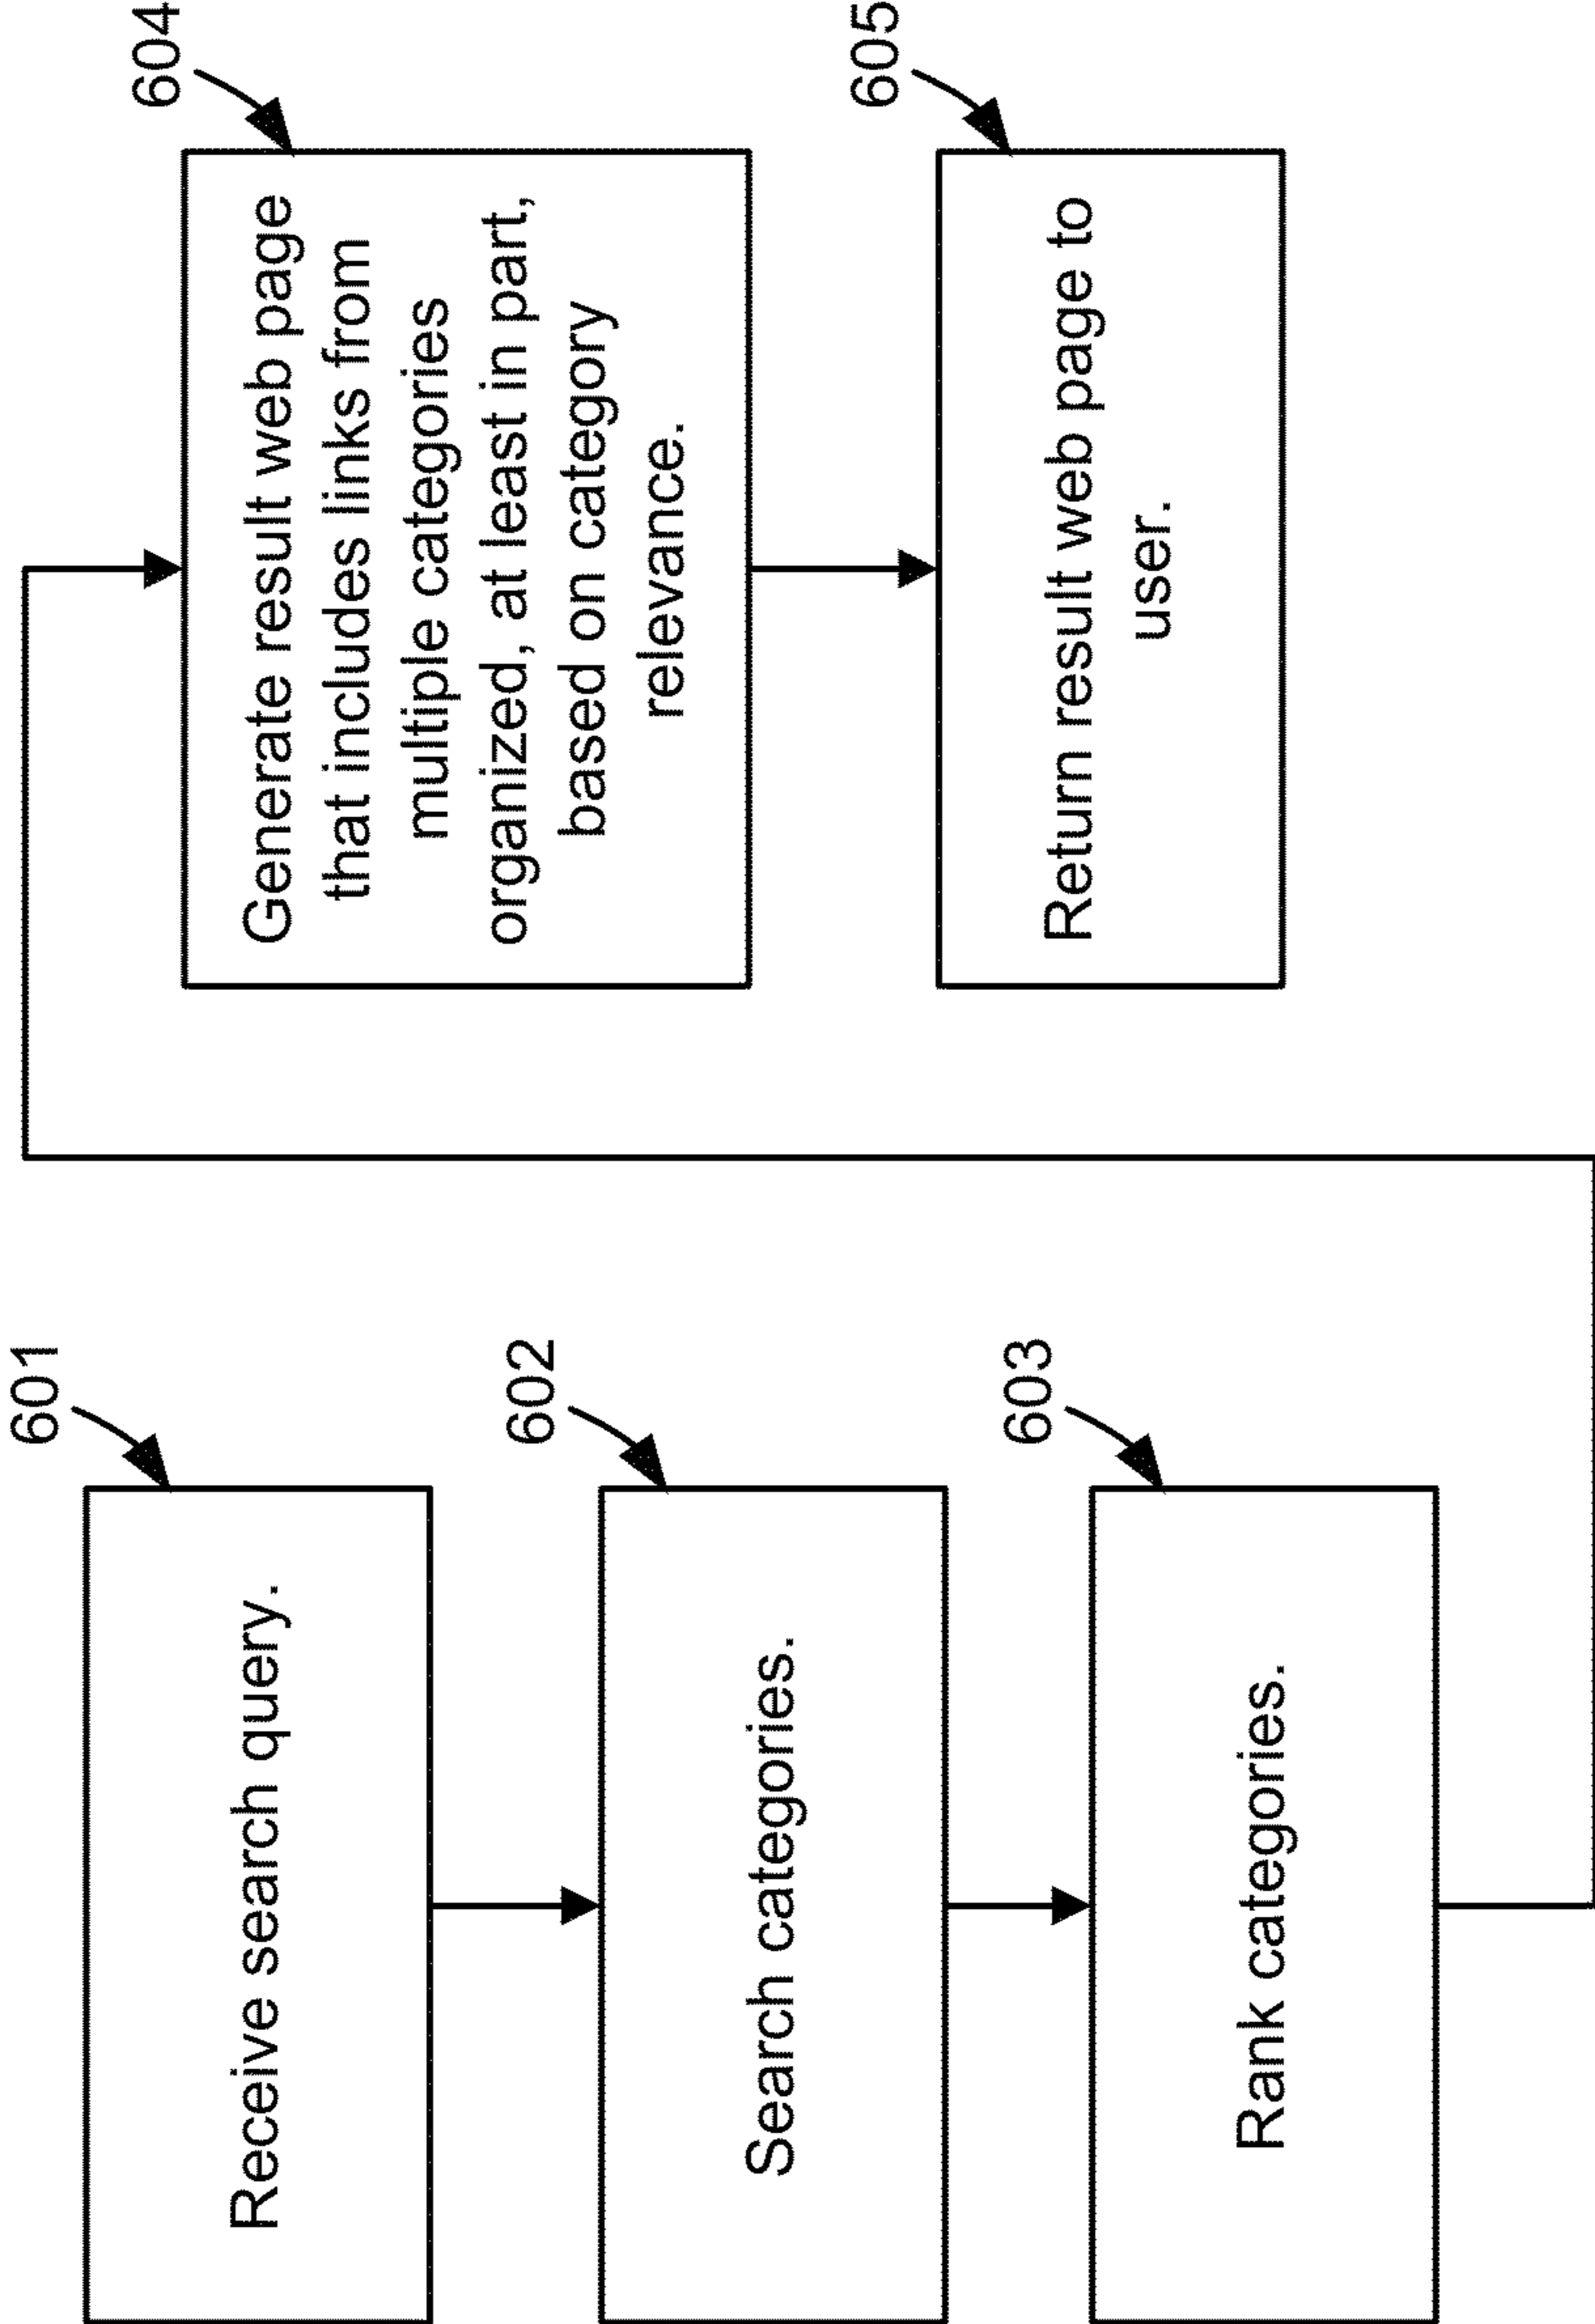 601
Receive search query.
602
Search categories.
603
Rank categories.
604
Generate result web page
that includes links from
multiple categories
organized, at least in part,
based on category
relevance.
605
Return result web page to
user.